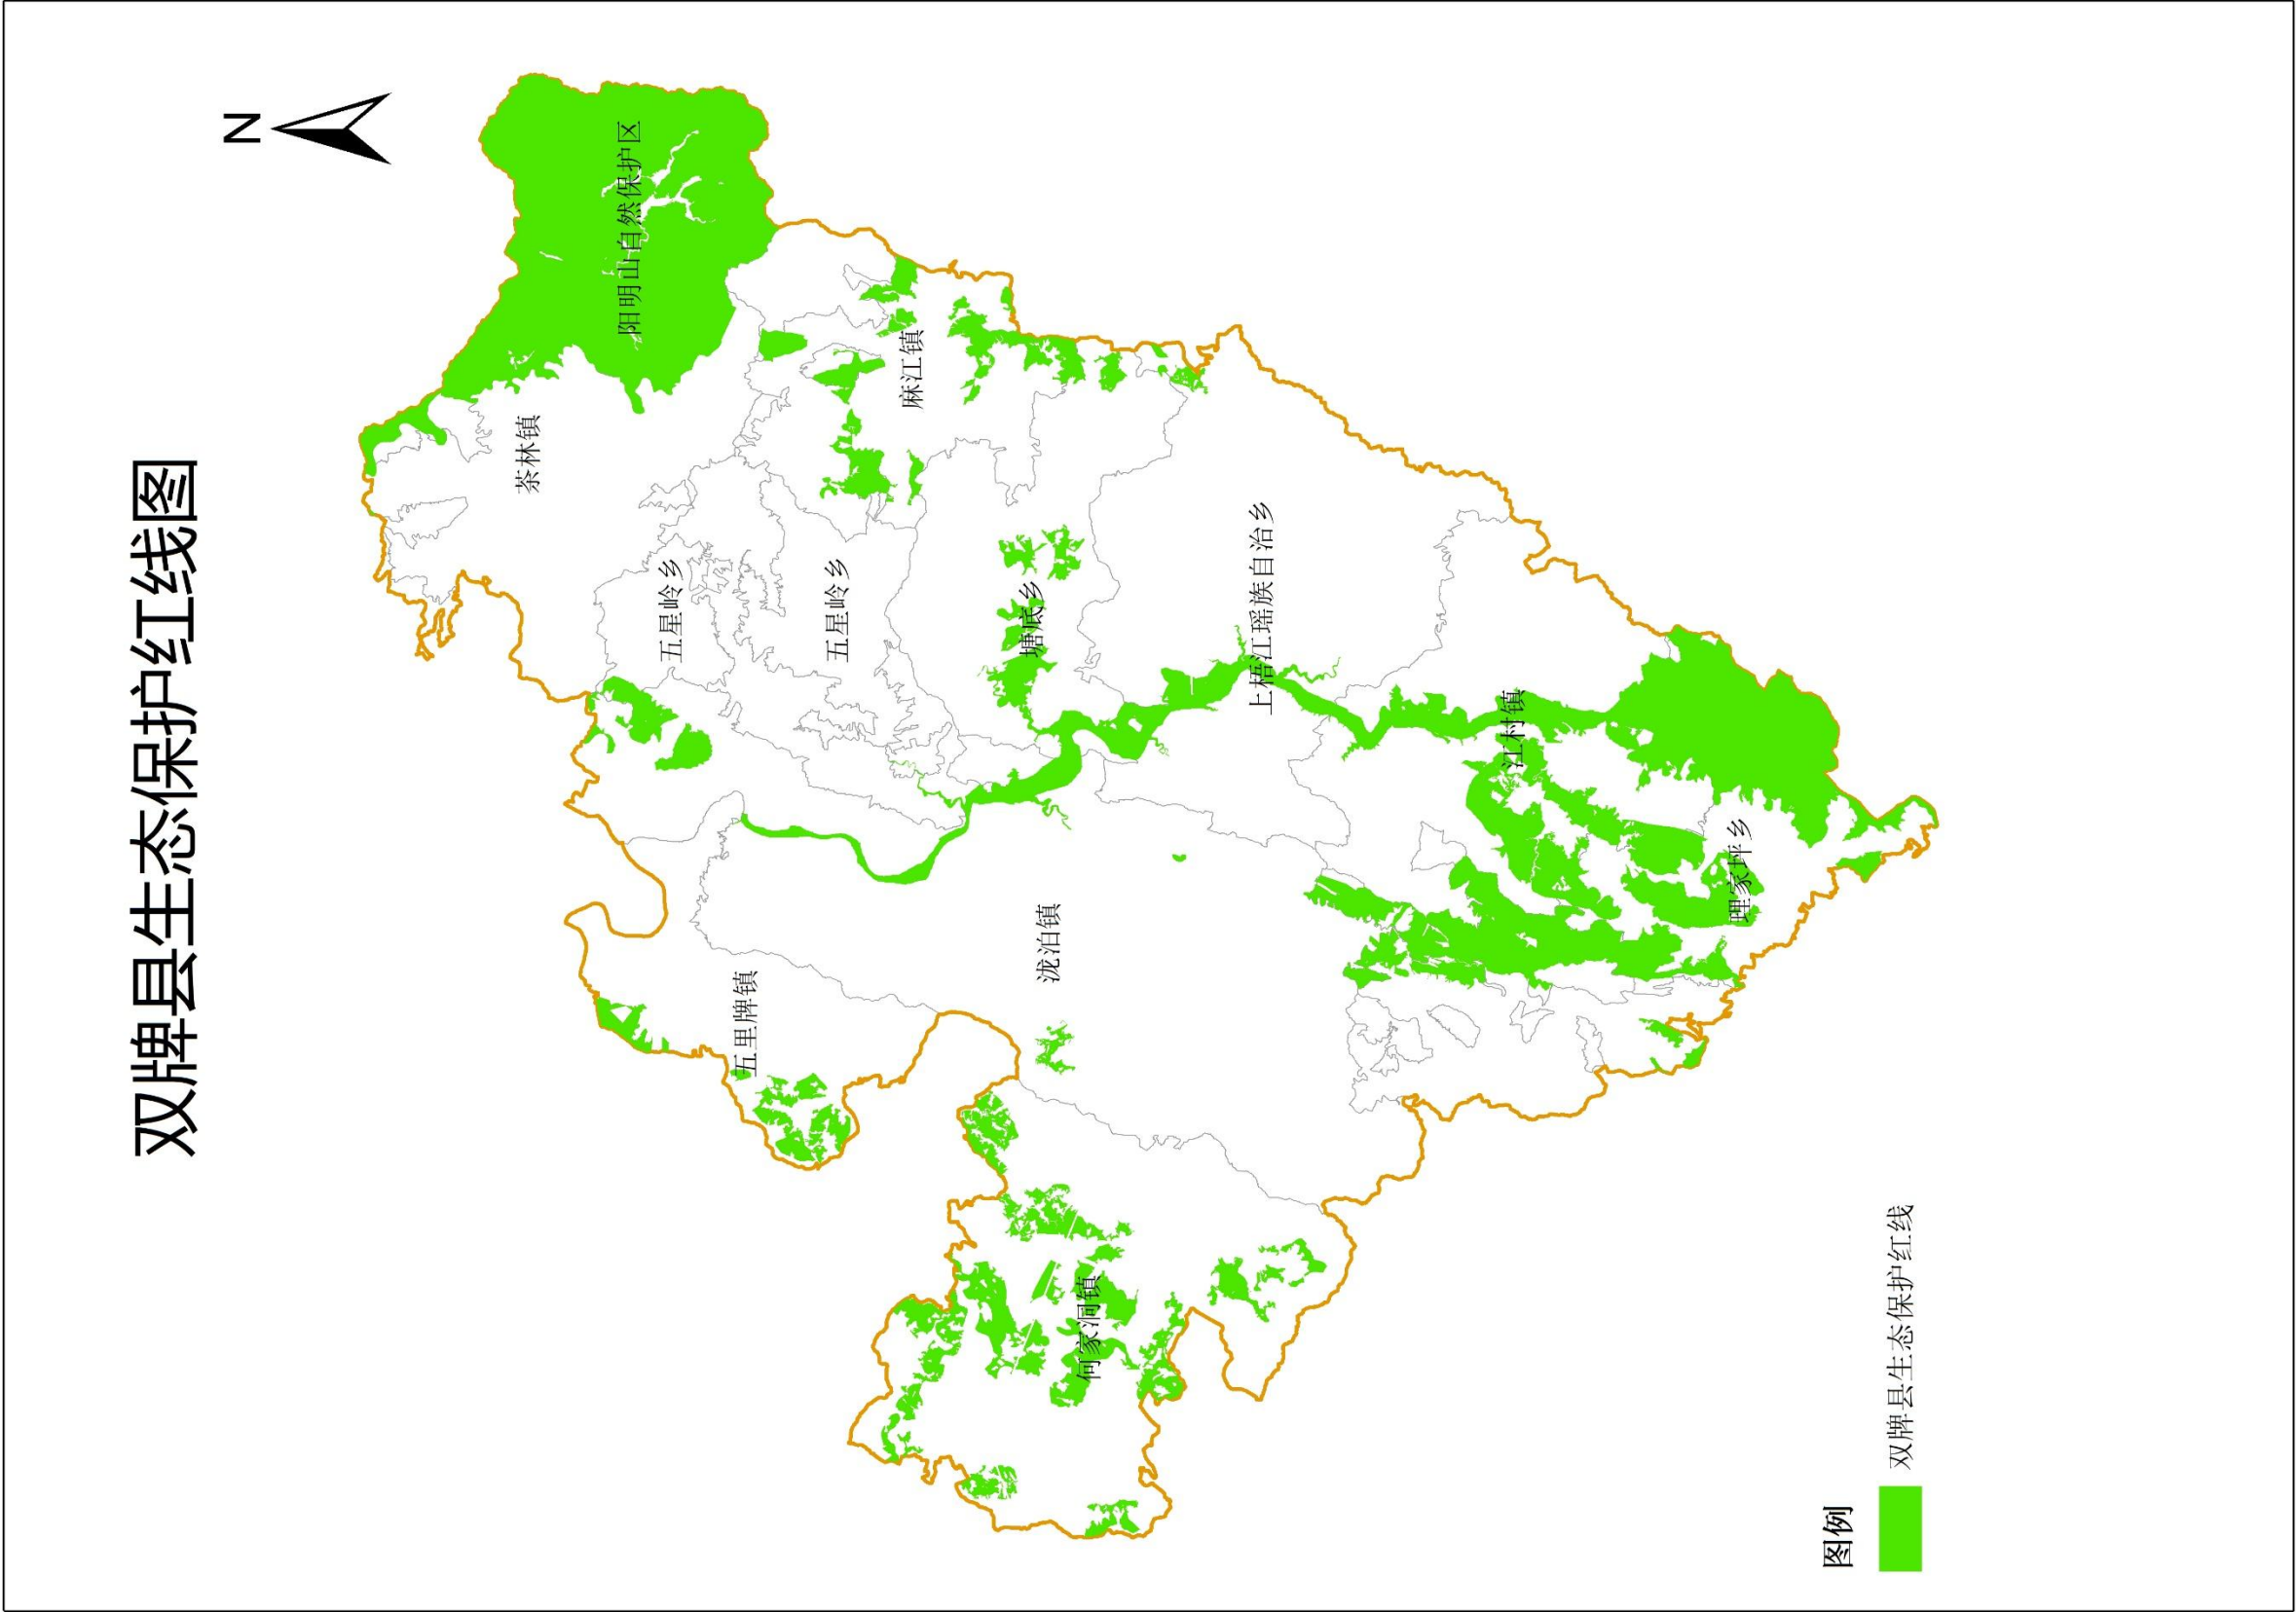 双牌县生态保护红线图
N
阳明山自然保护区
茶林镇
麻江镇
五星岭乡
五星岭乡
塘底乡
上梧江瑶族自治乡
江村镇
理家坪乡
泷泊镇
五里牌镇
何家洞镇
图例
双牌县生态保护红线